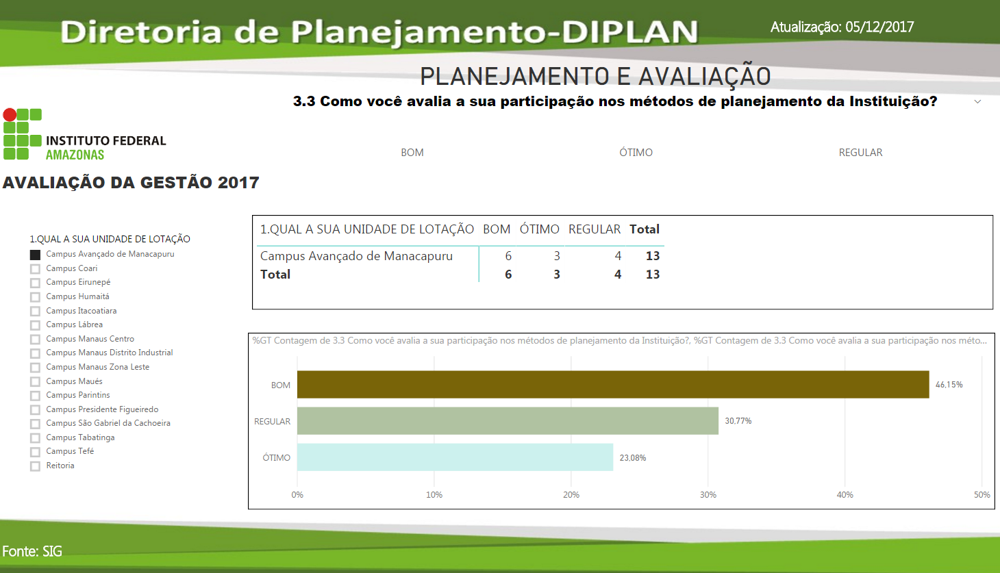 Diretoria de Planejamento-DIPLAN
Atualização: 05/12/2017
PLANEJAMENTO E AVALIAÇÃO
3.3 Como você avalia a sua participação nos métodos de planejamento da Instituição?
INSTITUTO FEDERAL
AMAZONAS
BOM ÓTIMO REGULAR
AVALIAÇÃO DA GESTÃO 2017
1.QUAL A SUA UNIDADE DE LOTAÇÃO
Campus Avançado de Manacapuru
Campus Coari
Campus Eirunepé
Campus Humaitá
Campus Itacoatiara
Campus Lábrea
Campus Manaus Centro
Campus Manaus Distrito Industrial
Campus Manaus Zona Leste
Campus Maués
Campus Parintins
Campus Presidente Figueiredo
Campus São Gabriel da Cachoeira
Campus Tabatinga
Campus Tefé
Reitoria
1.QUAL A SUA UNIDADE DE LOTAÇÃO BOM ÓTIMO REGULAR Total
Campus Avançado de Manacapuru 6 3 4 13
Total 6 3 4 13
%GT Contagem de 3.3 Como você avalia a sua participação nos métodos de planejamento da Instituição?, %GT Contagem de 3.3 Como você avalia a sua participação nos méto...
BOM 46,15%
REGULAR 30,77%
ÓTIMO 23,08%
0% 10% 20% 30% 40% 50%
Fonte: SIG